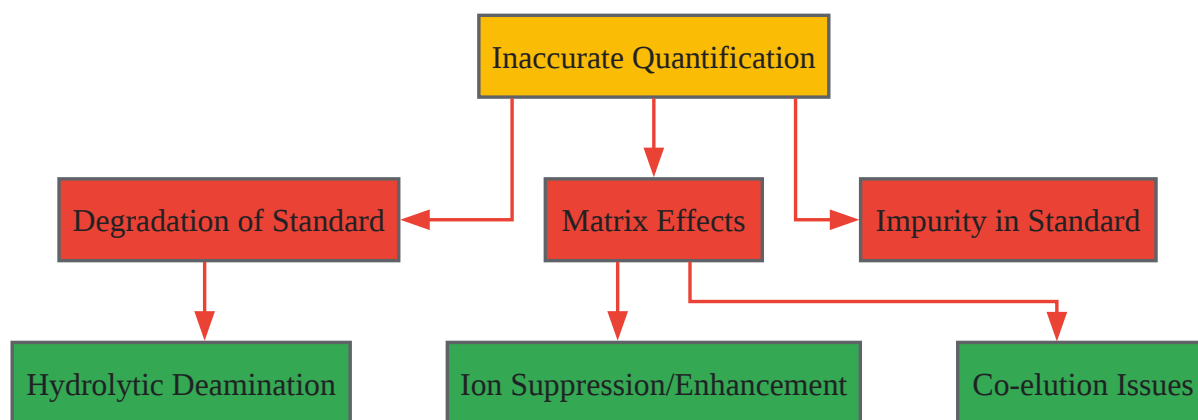 Inaccurate Quantification
Degradation of Standard
Matrix Effects
Impurity in Standard
Hydrolytic Deamination
Ion Suppression/Enhancement
Co-elution Issues